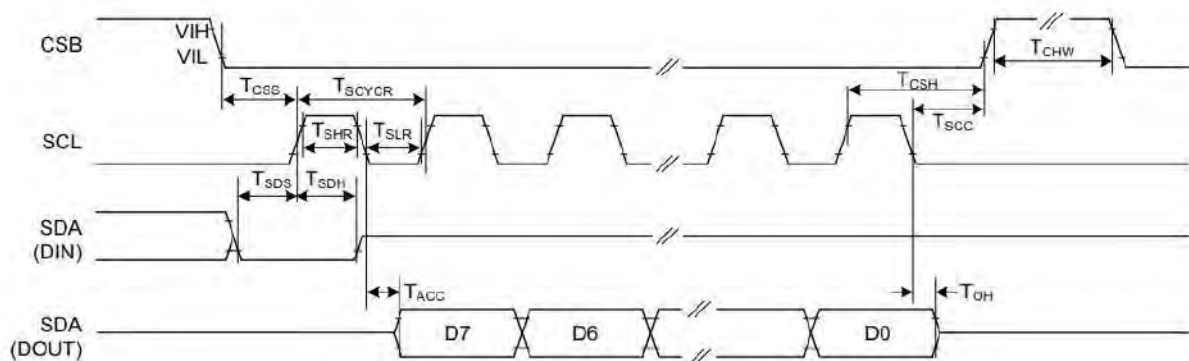 CSB
VIH
VIL
TCHW
TCSS
TSCYCR
TCSH
TSCC
SCL
TSHR
TSLR
TSDS
TSDH
SDA
(DIN)
TACC
TOH
SDA
(DOUT)
D7
D6
D0